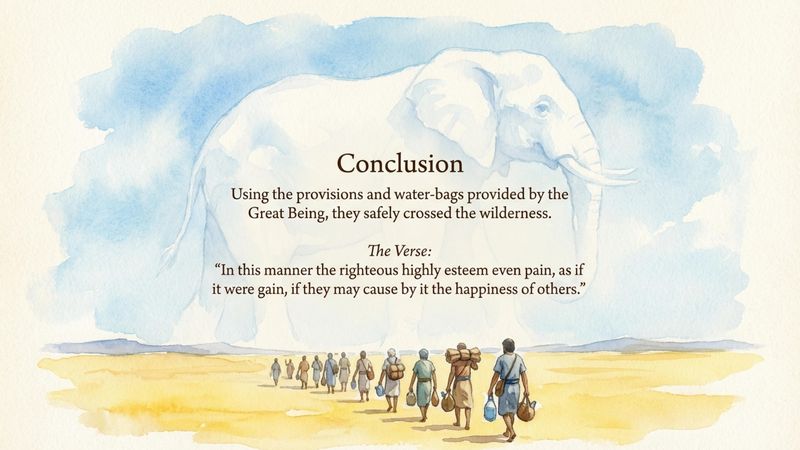 Conclusion
Using the provisions and water-bags provided by the
Great Being, they safely crossed the wilderness.
The Verse:
“In this manner the righteous highly esteem even pain, as if
it were gain, if they may cause by it the happiness of others.”